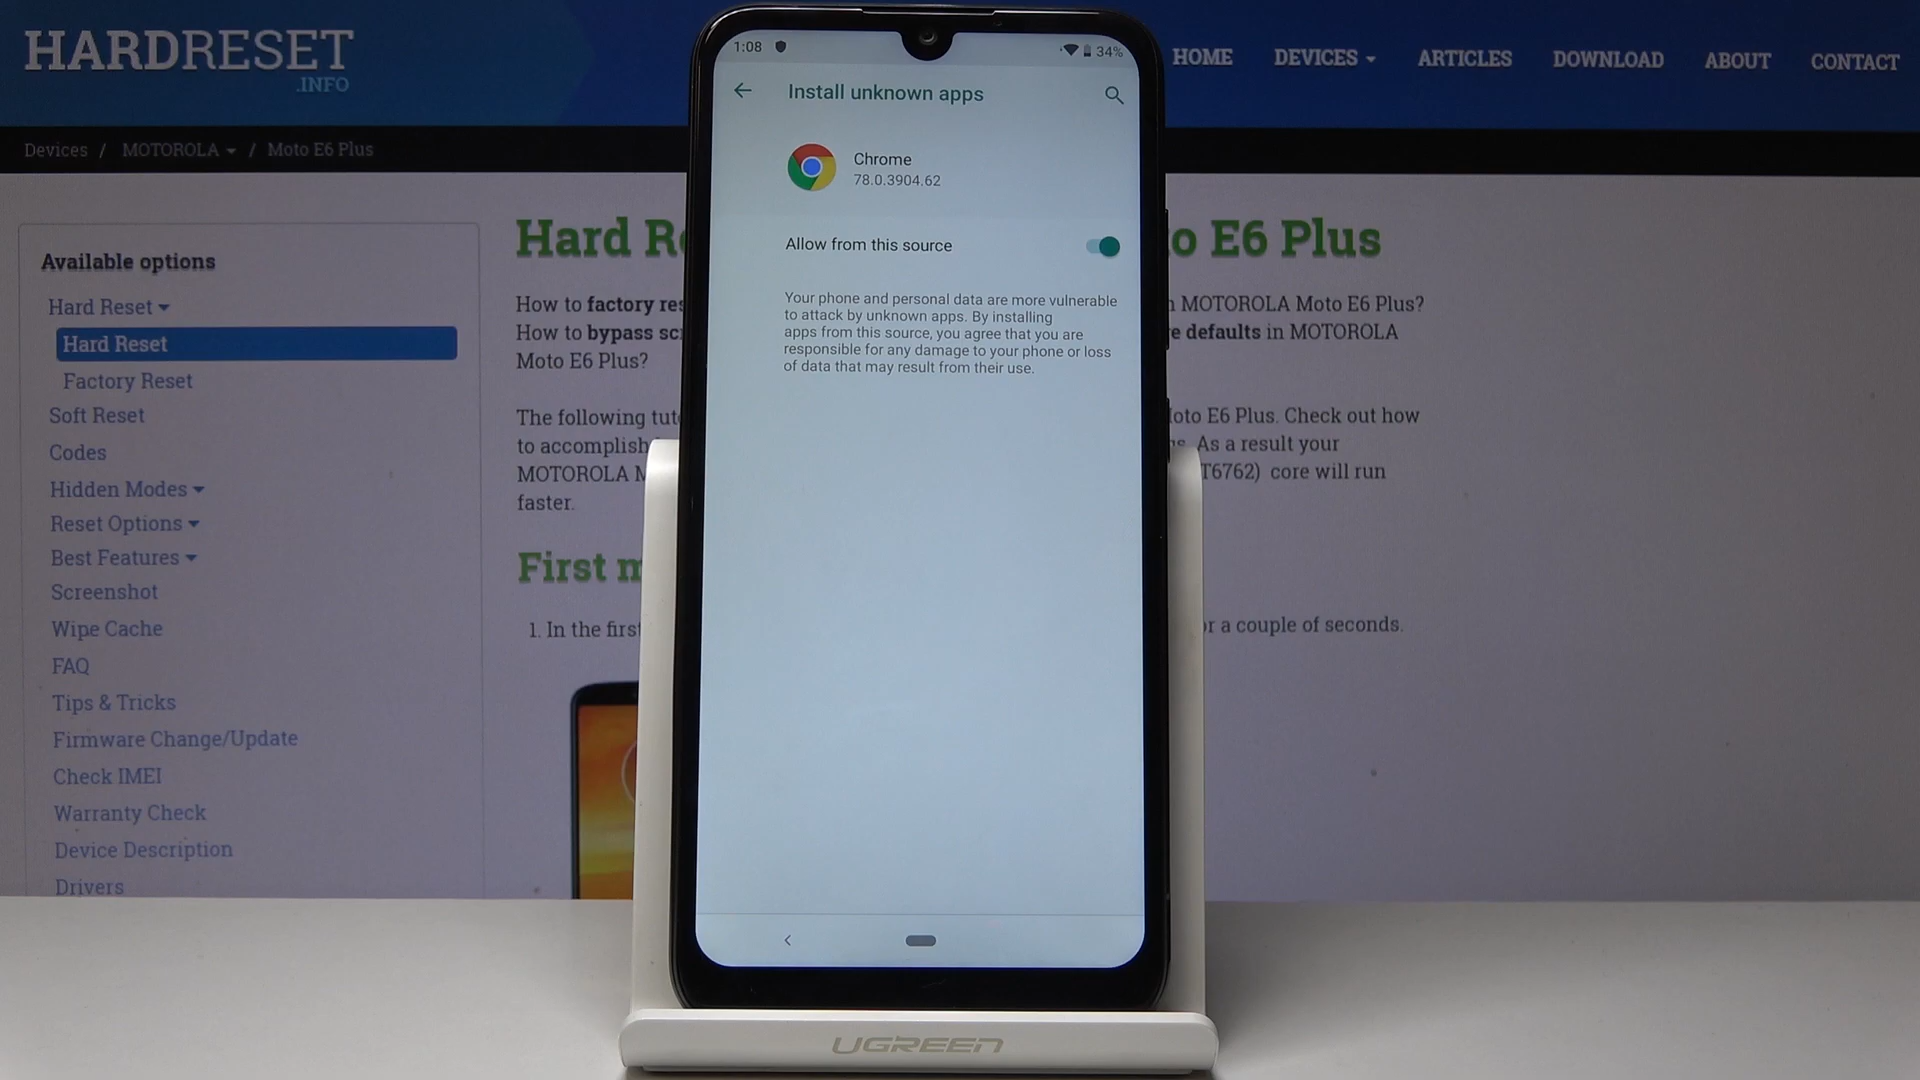 HARDRESET
.INFO
HOME DEVICES ARTICLES DOWNLOAD ABOUT CONTACT
Devices / MOTOROLA / Moto E6 Plus
Available options
Hard Reset
Hard Reset
Factory Reset
Soft Reset
Codes
Hidden Modes
Reset Options
Best Features
Screenshot
Wipe Cache
FAQ
Tips & Tricks
Firmware Change/Update
Check IMEI
Warranty Check
Device Description
Drivers
Hard E6 Plus
How to factory MOTOROLA Moto E6 Plus?
How to bypass defaults in MOTOROLA
Moto E6 Plus?
The following Moto E6 Plus. Check out how
to accomplish As a result your
MOTOROLA core will run
faster.
First
1. In the first a couple of seconds.
1:08 34%
Install unknown apps
Chrome
78.0.3904.62
Allow from this source
Your phone and personal data are more vulnerable
to attack by unknown apps. By installing
apps from this source, you agree that you are
responsible for any damage to your phone or loss
of data that may result from their use.
UGREEN